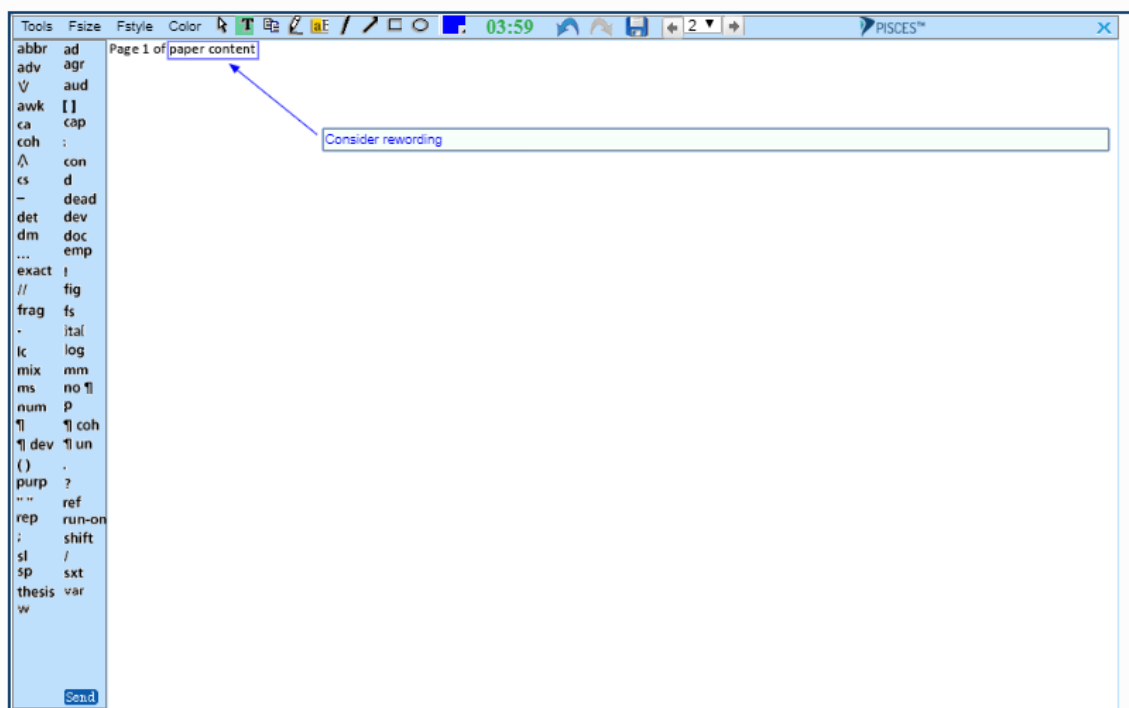 Tools Fsize Fstyle Color T aE 03:59 2 PISCES™
abbr ad Page 1 of paper content
adv agr
aud
awk [ ] Consider rewording
ca cap
coh :
con
cs d
– dead
det dev
dm doc
... emp
exact !
// fig
frag fs
- ital
lc log
mix mm
ms no ¶
num P
¶ ¶ coh
¶ dev ¶ un
( ) .
purp ?
" " ref
rep run-on
; shift
sl /
sp sxt
thesis var
w
Send